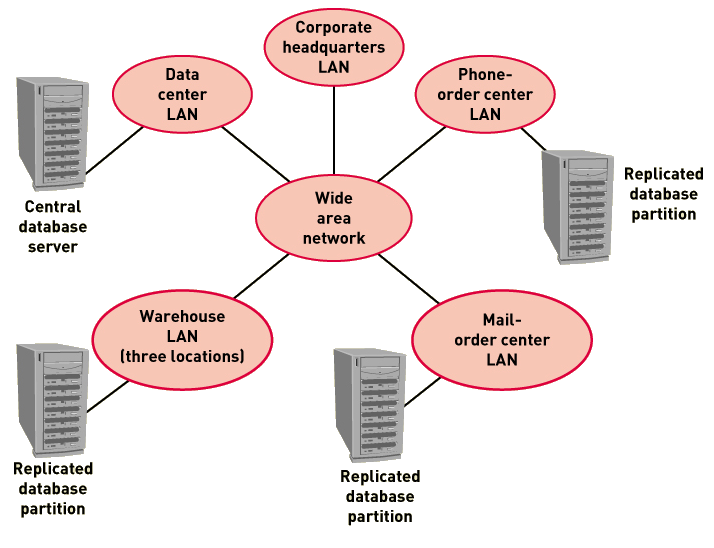 Corporate
headquarters
LAN
Data
center
LAN
Phone-
order center
LAN
Central
database
server
Wide
area
network
Replicated
database
partition
Warehouse
LAN
(three locations)
Mail-
order center
LAN
Replicated
database
partition
Replicated
database
partition